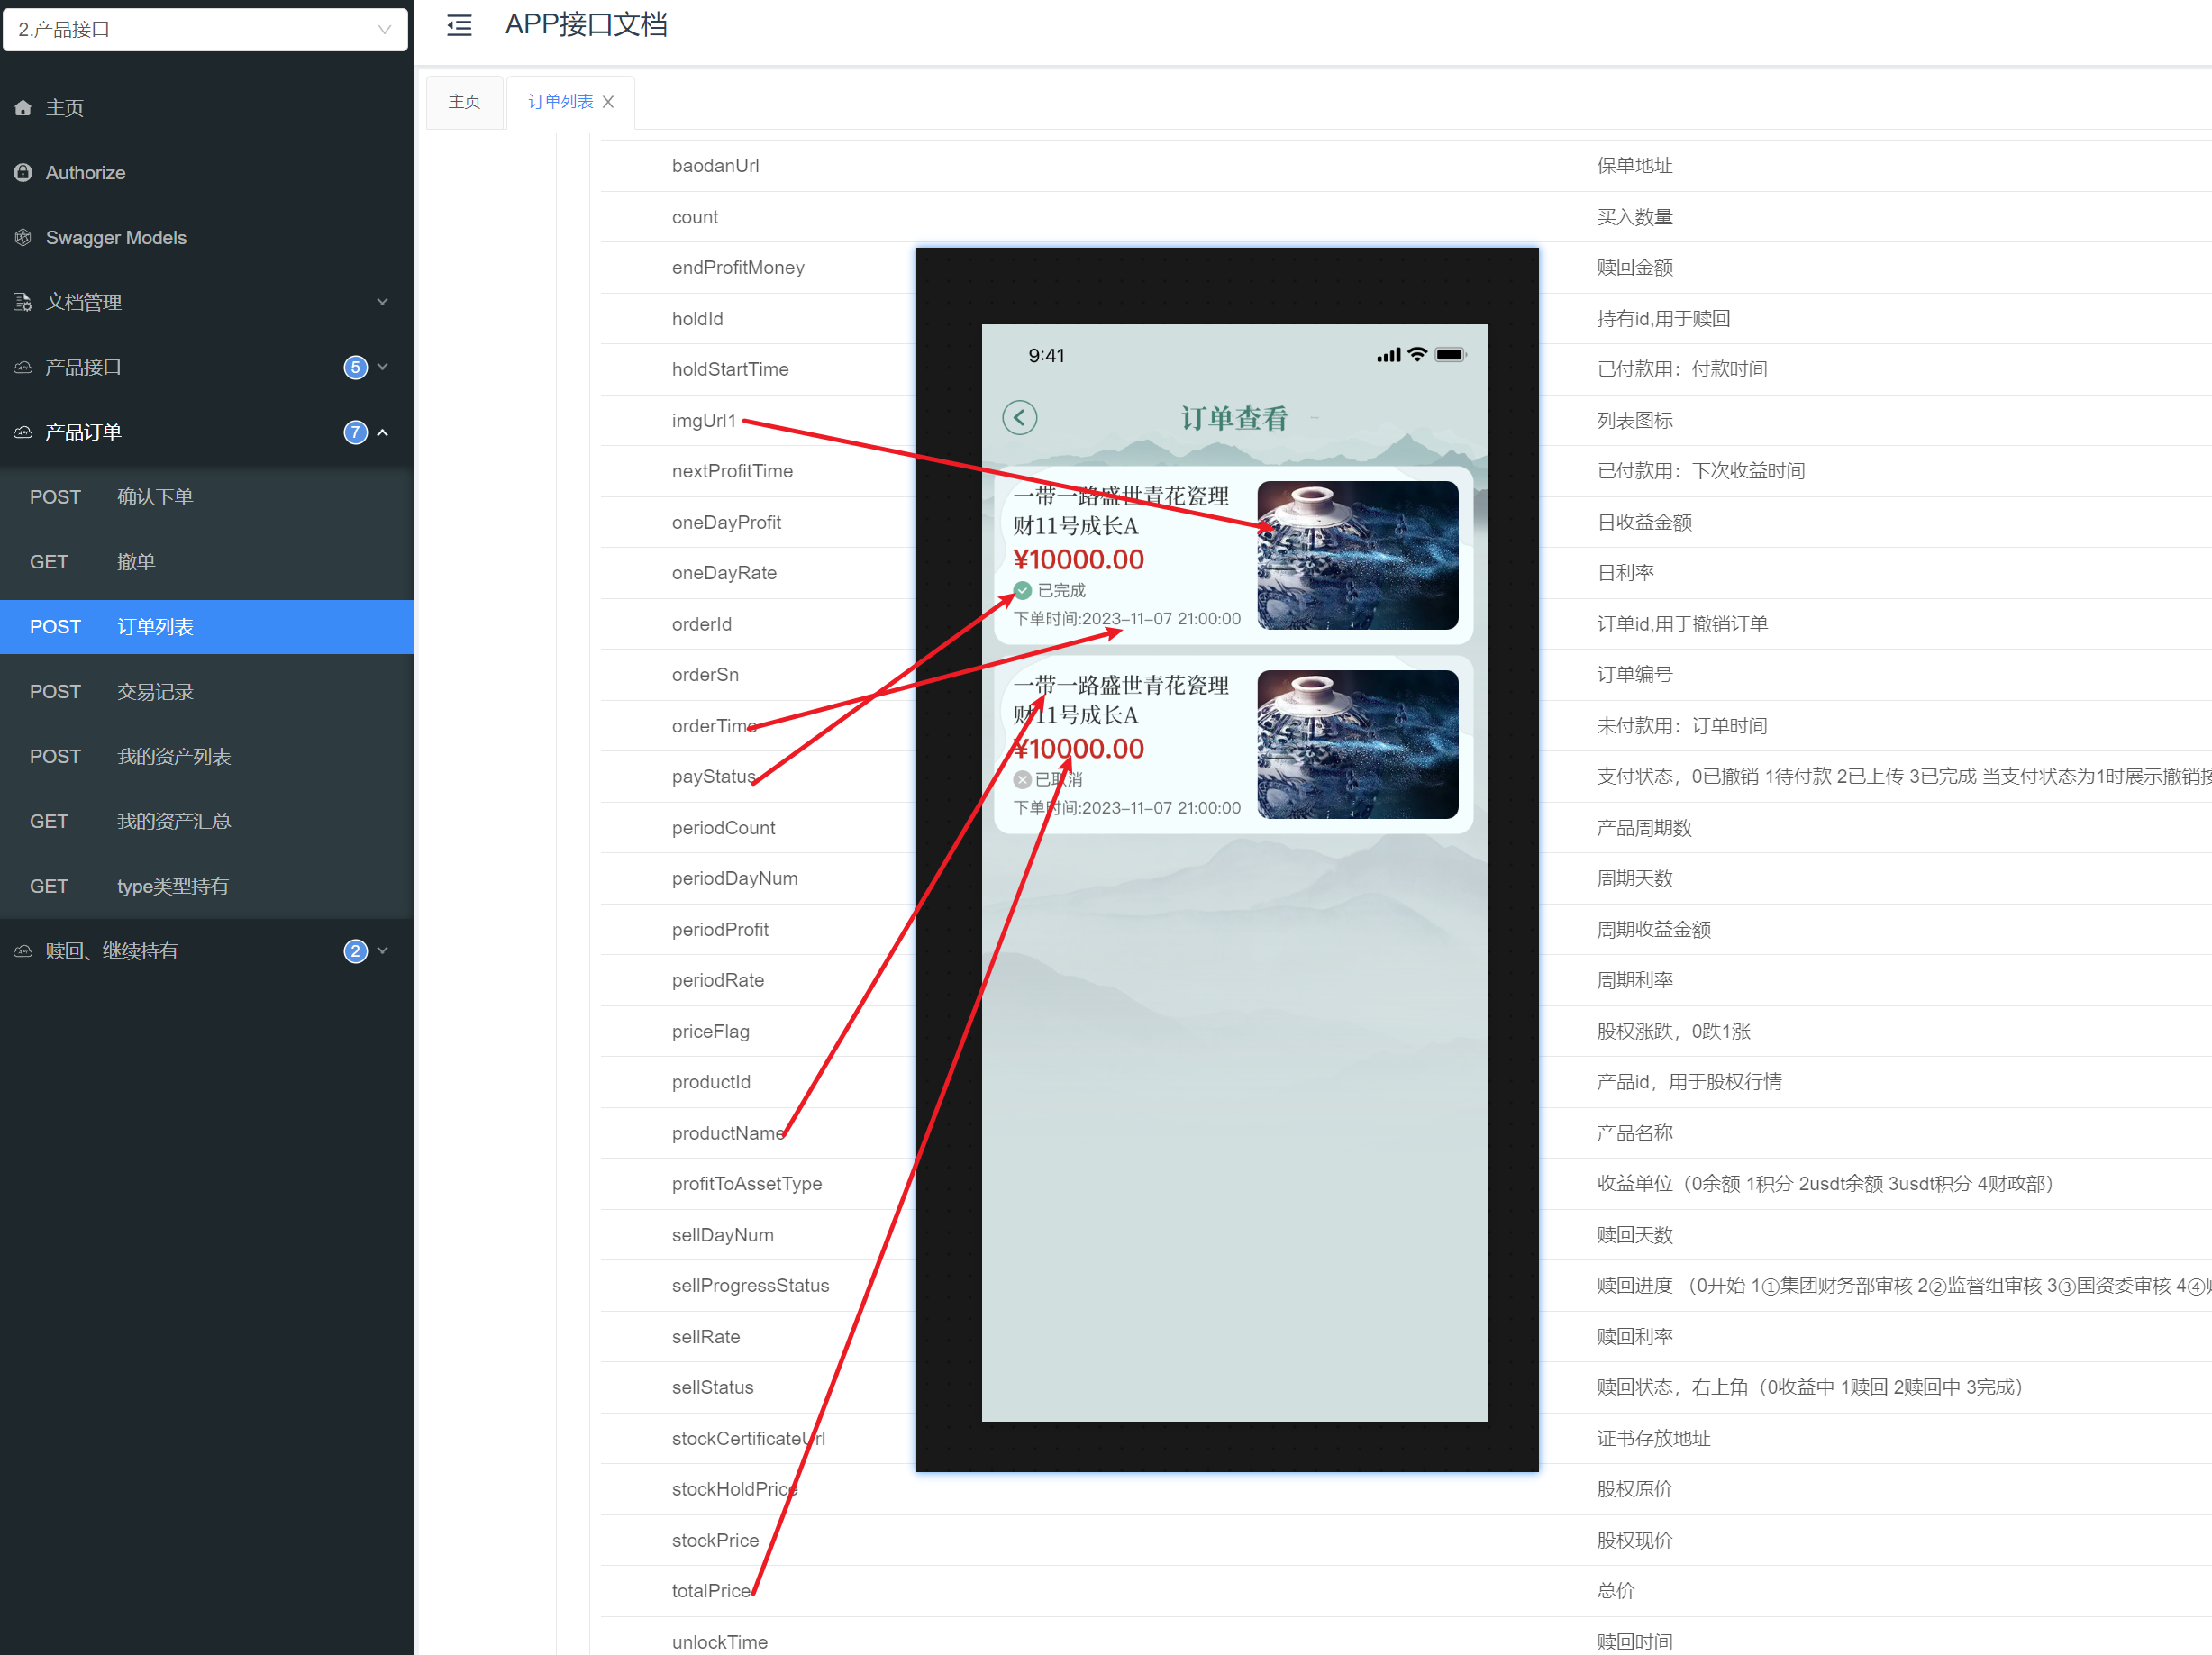 2.产品接口
主页
Authorize
Swagger Models
文档管理
产品接口 5
产品订单 7
POST 确认下单
GET 撤单
POST 订单列表
POST 交易记录
POST 我的资产列表
GET 我的资产汇总
GET type类型持有
赎回、继续持有 2
APP接口文档
主页 订单列表
baodanUrl 保单地址
count 买入数量
endProfitMoney 赎回金额
holdId 持有id,用于赎回
holdStartTime 已付款用：付款时间
imgUrl1 列表图标
nextProfitTime 已付款用：下次收益时间
oneDayProfit 日收益金额
oneDayRate 日利率
orderId 订单id,用于撤销订单
orderSn 订单编号
orderTime 未付款用：订单时间
payStatus 支付状态，0已撤销 1待付款 2已上传 3已完成 当支付状态为1时展示撤销按
periodCount 产品周期数
periodDayNum 周期天数
periodProfit 周期收益金额
periodRate 周期利率
priceFlag 股权涨跌，0跌1涨
productId 产品id，用于股权行情
productName 产品名称
profitToAssetType 收益单位（0余额 1积分 2usdt余额 3usdt积分 4财政部）
sellDayNum 赎回天数
sellProgressStatus 赎回进度 （0开始 1①集团财务部审核 2②监督组审核 3③国资委审核 4④
sellRate 赎回利率
sellStatus 赎回状态，右上角（0收益中 1赎回 2赎回中 3完成）
stockCertificateUrl 证书存放地址
stockHoldPrice 股权原价
stockPrice 股权现价
totalPrice 总价
unlockTime 赎回时间
9:41
订单查看
一带一路盛世青花瓷理
财11号成长A
¥10000.00
已完成
下单时间:2023-11-07 21:00:00
一带一路盛世青花瓷理
财11号成长A
¥10000.00
已取消
下单时间:2023-11-07 21:00:00